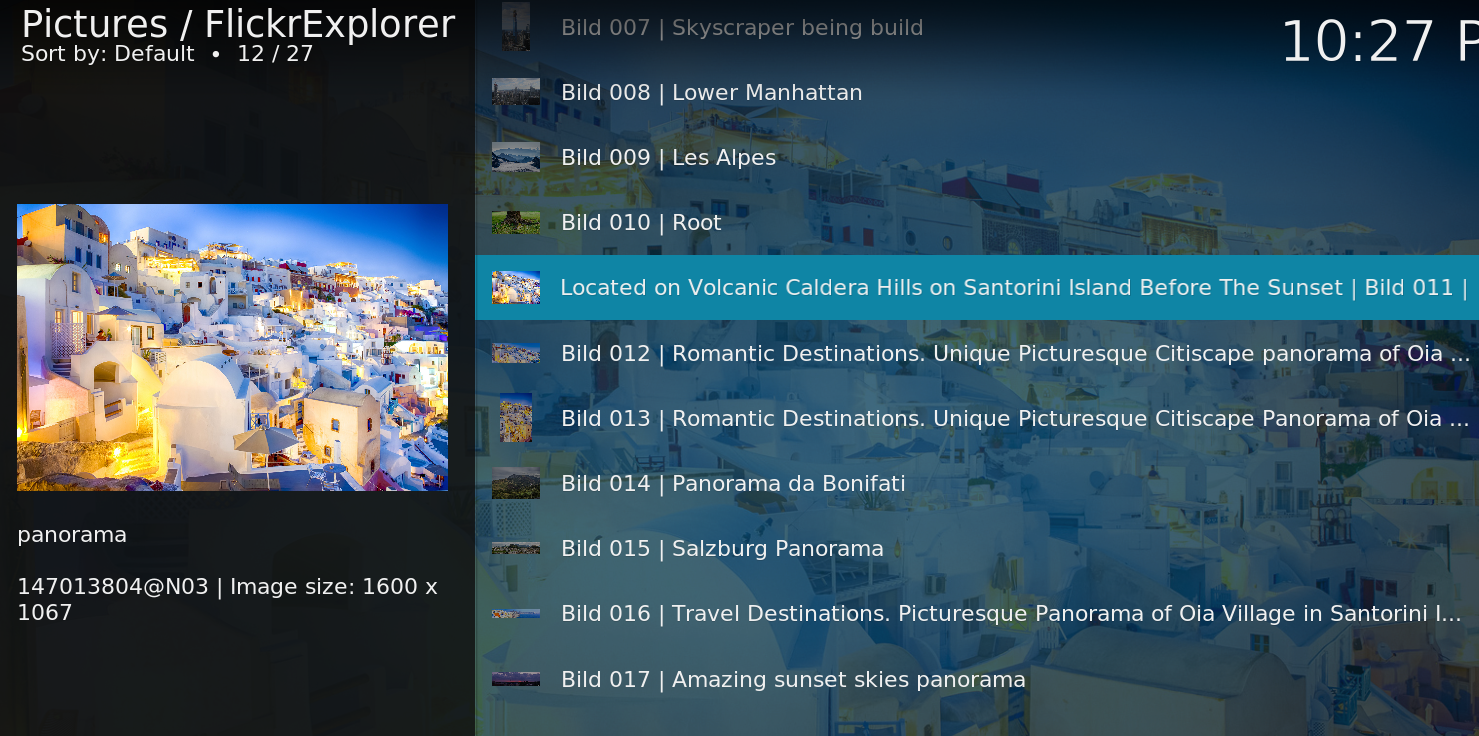 Pictures / FlickrExplorer
Sort by: Default • 12 / 27
10:27 P
Bild 007 | Skyscraper being build
Bild 008 | Lower Manhattan
Bild 009 | Les Alpes
Bild 010 | Root
Located on Volcanic Caldera Hills on Santorini Island Before The Sunset | Bild 011 |
Bild 012 | Romantic Destinations. Unique Picturesque Citiscape panorama of Oia ...
Bild 013 | Romantic Destinations. Unique Picturesque Citiscape Panorama of Oia ...
Bild 014 | Panorama da Bonifati
Bild 015 | Salzburg Panorama
Bild 016 | Travel Destinations. Picturesque Panorama of Oia Village in Santorini I...
Bild 017 | Amazing sunset skies panorama
panorama
147013804@N03 | Image size: 1600 x
1067